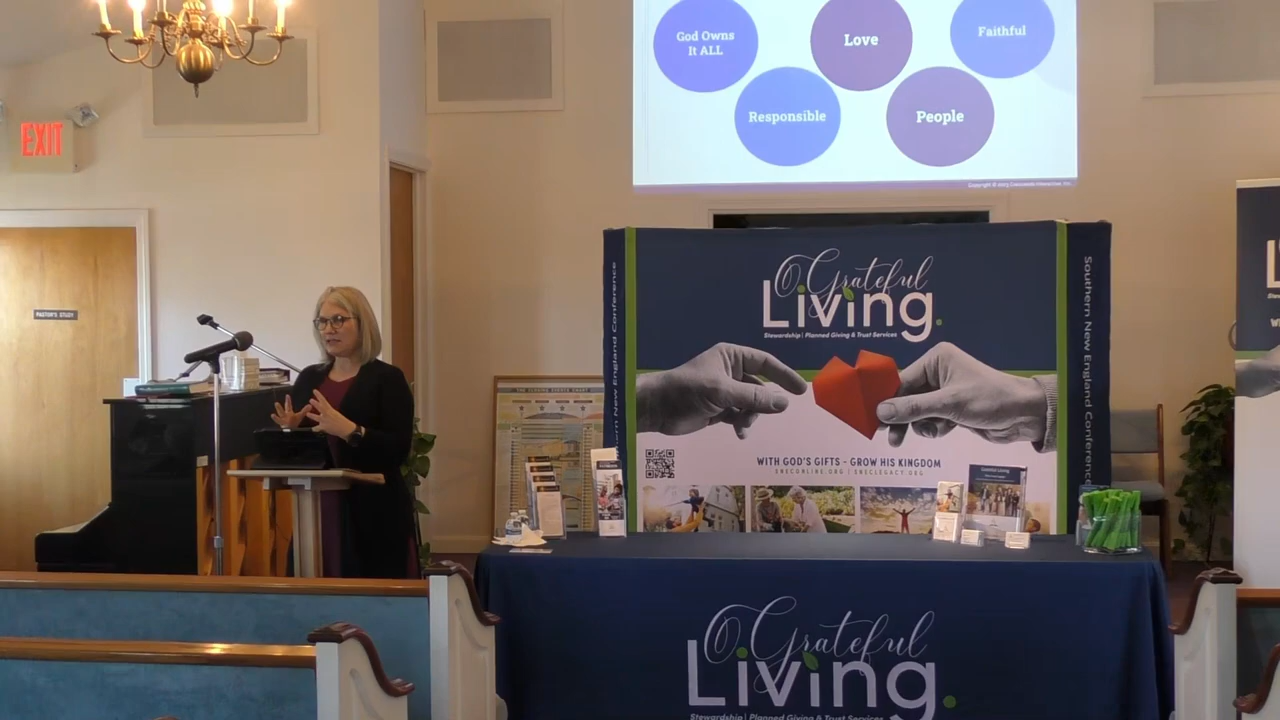 God Owns
It ALL
Love
Faithful
Responsible
People
EXIT
PASTOR'S STUDY
Grateful
Living.
Stewardship | Planned Giving & Trust Services
Southern New England Conference
WITH GOD'S GIFTS - GROW HIS KINGDOM
SNECONLINE.ORG | SNECLEGACY.ORG
Grateful
Living.
Stewardship | Planned Giving & Trust Services